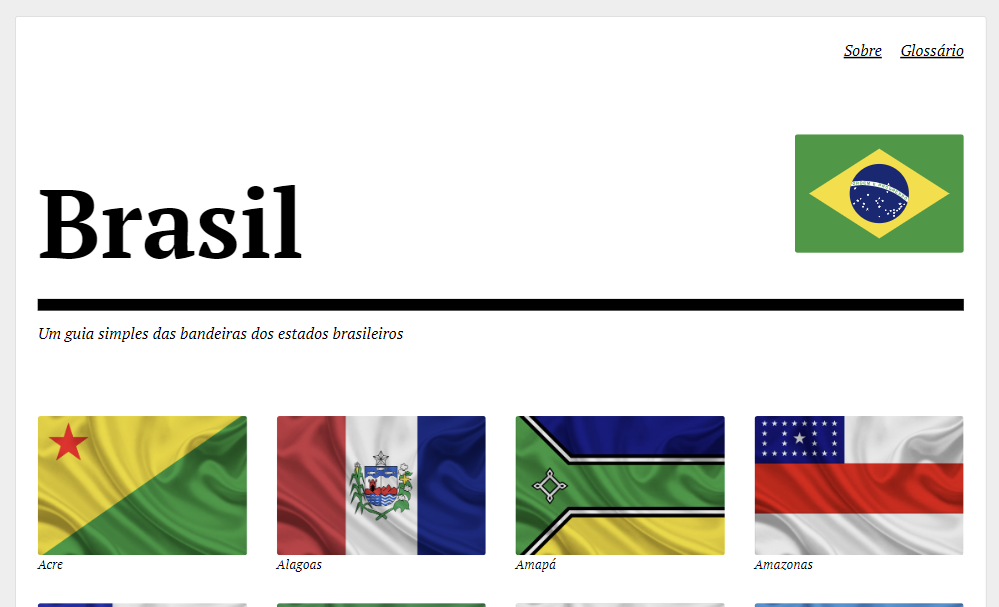 Sobre Glossário
Brasil
Um guia simples das bandeiras dos estados brasileiros
Acre Alagoas Amapá Amazonas